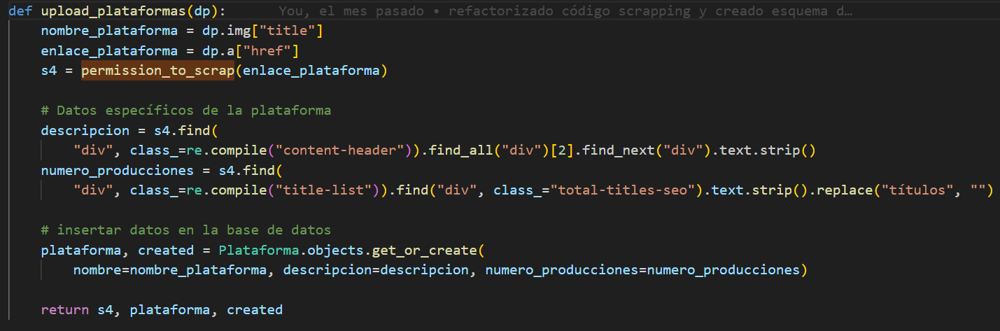 def upload_plataformas(dp):    You, el mes pasado • refactorizado código scrapping y creado esquema d…
    nombre_plataforma = dp.img["title"]
    enlace_plataforma = dp.a["href"]
    s4 = permission_to_scrap(enlace_plataforma)

    # Datos específicos de la plataforma
    descripcion = s4.find(
        "div", class_=re.compile("content-header")).find_all("div")[2].find_next("div").text.strip()
    numero_producciones = s4.find(
        "div", class_=re.compile("title-list")).find("div", class_="total-titles-seo").text.strip().replace("títulos", "")

    # insertar datos en la base de datos
    plataforma, created = Plataforma.objects.get_or_create(
        nombre=nombre_plataforma, descripcion=descripcion, numero_producciones=numero_producciones)

    return s4, plataforma, created